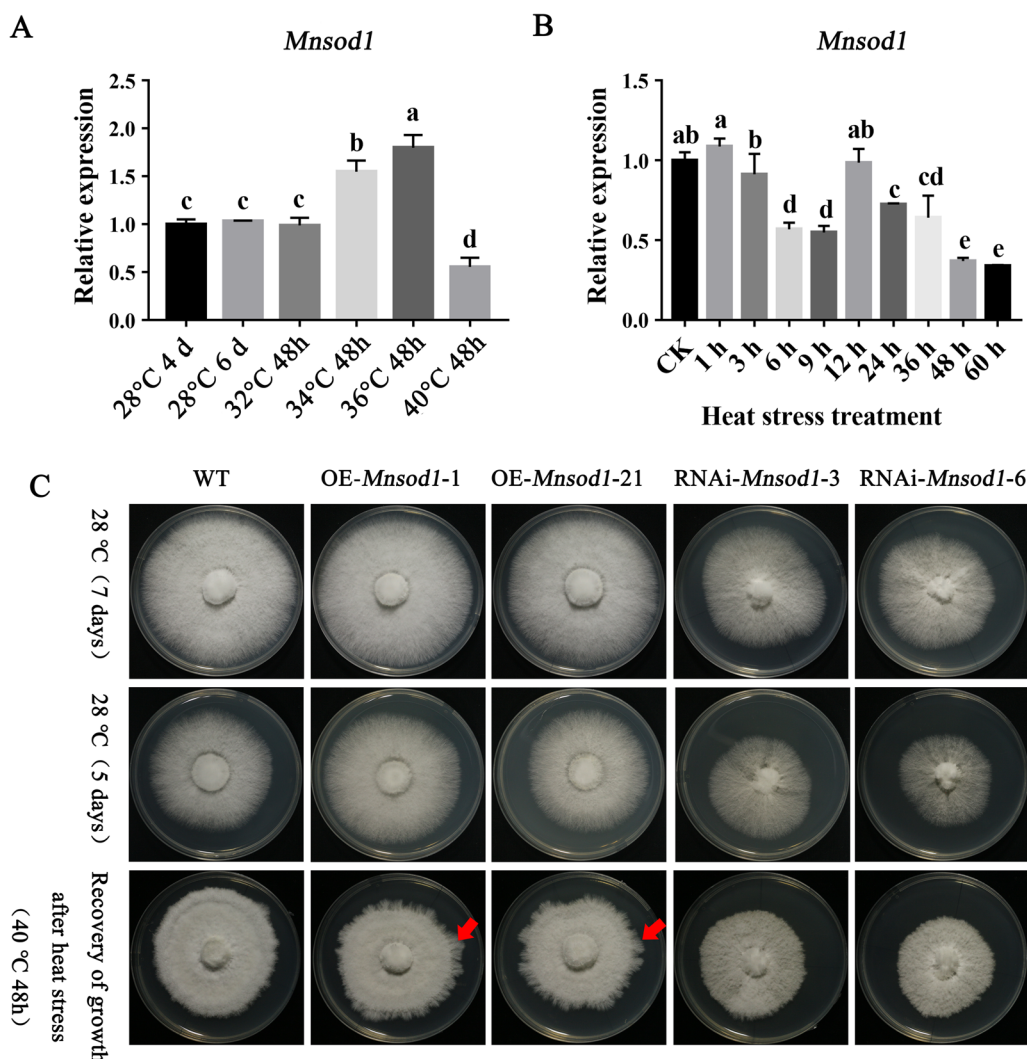 A
Mnsod1
Relative expression
2.5
2.0
1.5
1.0
0.5
0.0
c
c
c
b
a
d
28°C 4 d
28°C 6 d
32°C 48h
34°C 48h
36°C 48h
40°C 48h
B
Mnsod1
Relative expression
1.5
1.0
0.5
0.0
ab
a
b
d
d
ab
c
cd
e
e
CK
1 h
3 h
6 h
9 h
12 h
24 h
36 h
48 h
60 h
Heat stress treatment
C
WT
OE-Mnsod1-1
OE-Mnsod1-21
RNAi-Mnsod1-3
RNAi-Mnsod1-6
28 °C (7 days)
28 °C (5 days)
Recovery of growth
after heat stress
(40 °C 48h)